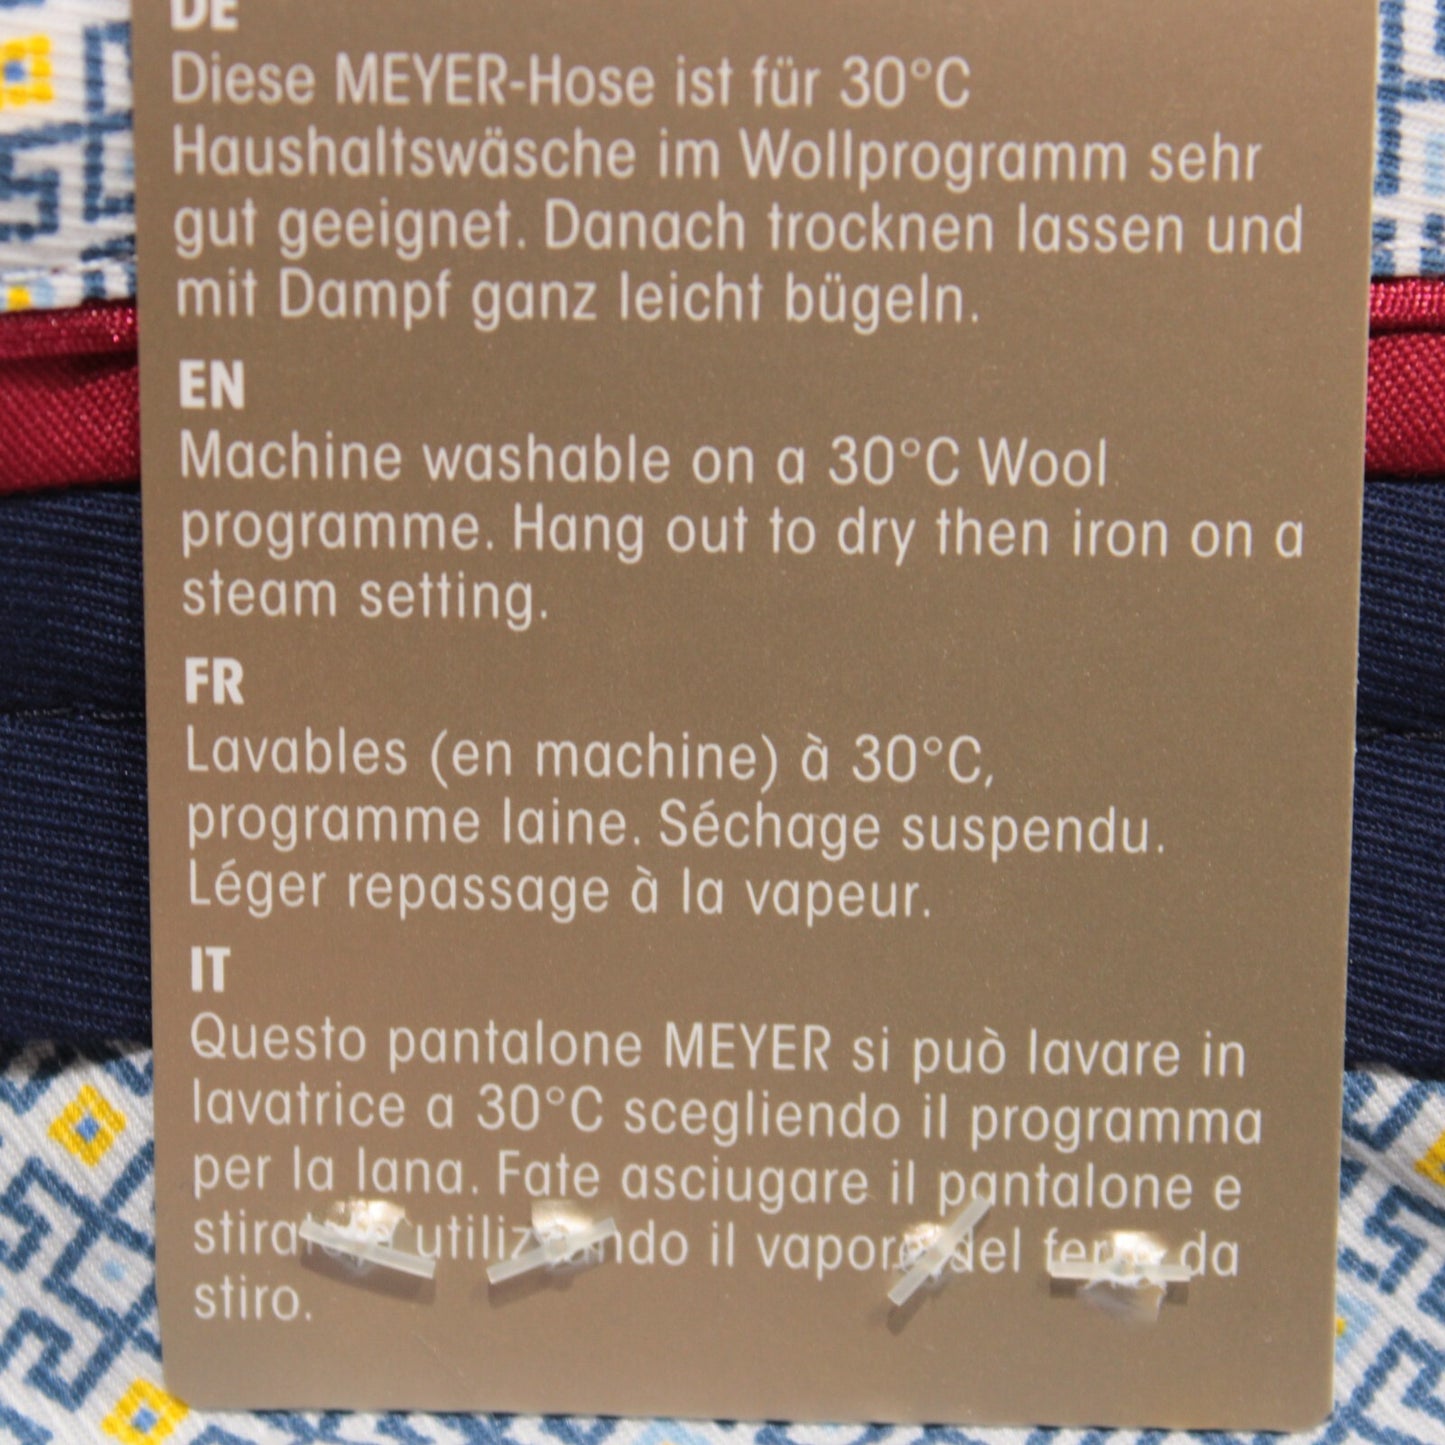 DE
Diese MEYER-Hose ist für 30°C
Haushaltswäsche im Wollprogramm sehr
gut geeignet. Danach trocknen lassen und
mit Dampf ganz leicht bügeln.
EN
Machine washable on a 30°C Wool
programme. Hang out to dry then iron on a
steam setting.
FR
Lavables (en machine) à 30°C,
programme laine. Séchage suspendu.
Léger repassage à la vapeur.
IT
Questo pantalone MEYER si può lavare in
lavatrice a 30°C scegliendo il programma
per la lana. Fate asciugare il pantalone e
utilizzando il vapore del ferro da
stiro.